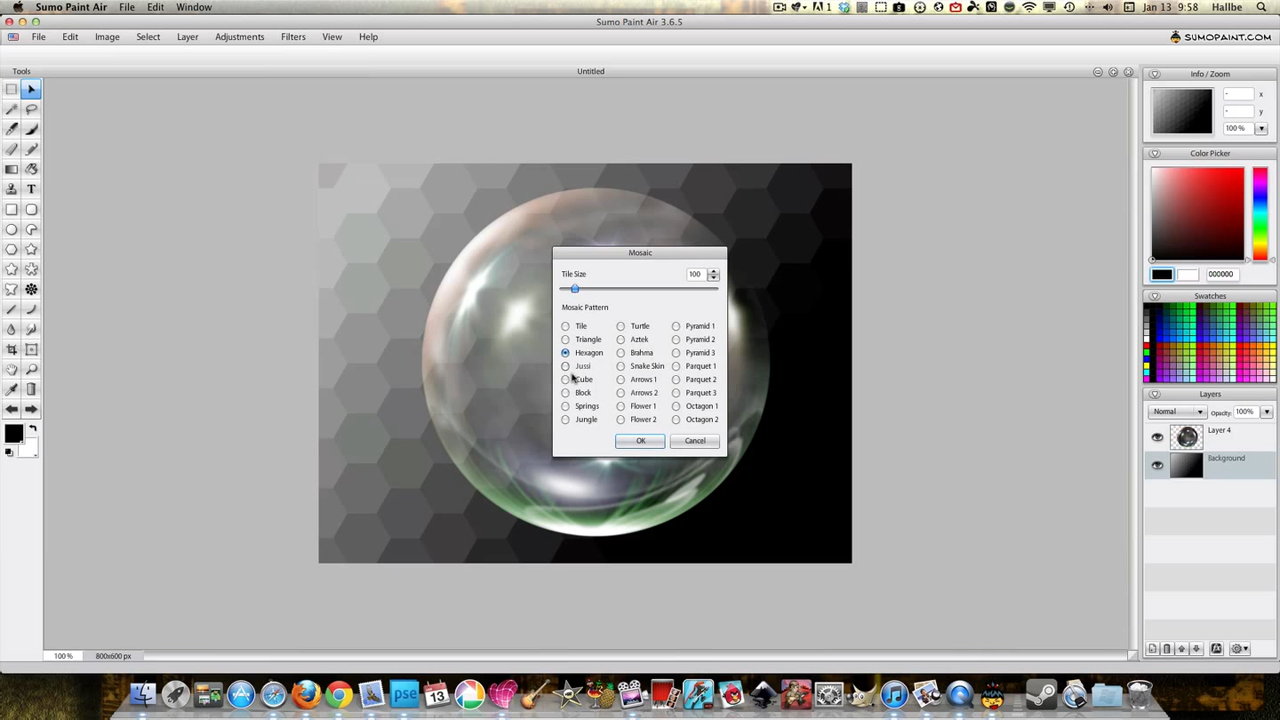 Sumo Paint Air File Edit Window 1 Jan 13 9:58 Hallbe
Sumo Paint Air 3.6.5
File Edit Image Select Layer Adjustments Filters View Help SUMOPAINT.COM
Tools Untitled Info / Zoom
- x
- y
100 %
Color Picker
000000
Swatches
Mosaic
Tile Size 100
Mosaic Pattern
Tile Turtle Pyramid 1
Triangle Aztek Pyramid 2
Hexagon Brahma Pyramid 3
Jussi Snake Skin Parquet 1
Cube Arrows 1 Parquet 2
Block Arrows 2 Parquet 3
Springs Flower 1 Octagon 1
Jungle Flower 2 Octagon 2
OK Cancel
Layers
Normal Opacity: 100%
Layer 4
Background
100 % 800x600 px
pse
13